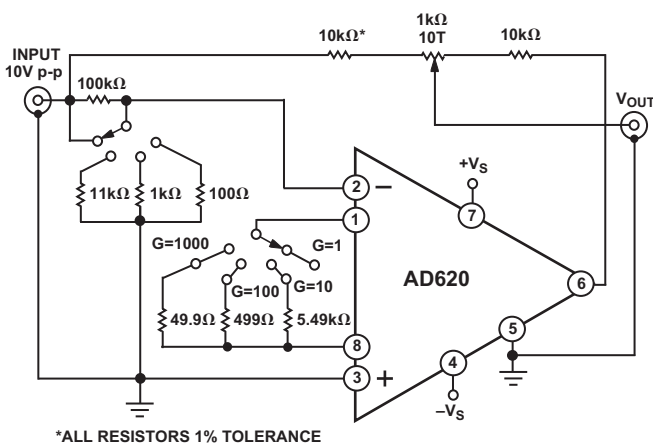 10kΩ*
1kΩ
10T
10kΩ
INPUT
10V p-p
100kΩ
VOUT
11kΩ
1kΩ
100Ω
+VS
2
−
1
7
G=1000
G=1
AD620
6
G=100
G=10
49.9Ω
499Ω
5.49kΩ
5
8
4
3
+
−VS
*ALL RESISTORS 1% TOLERANCE